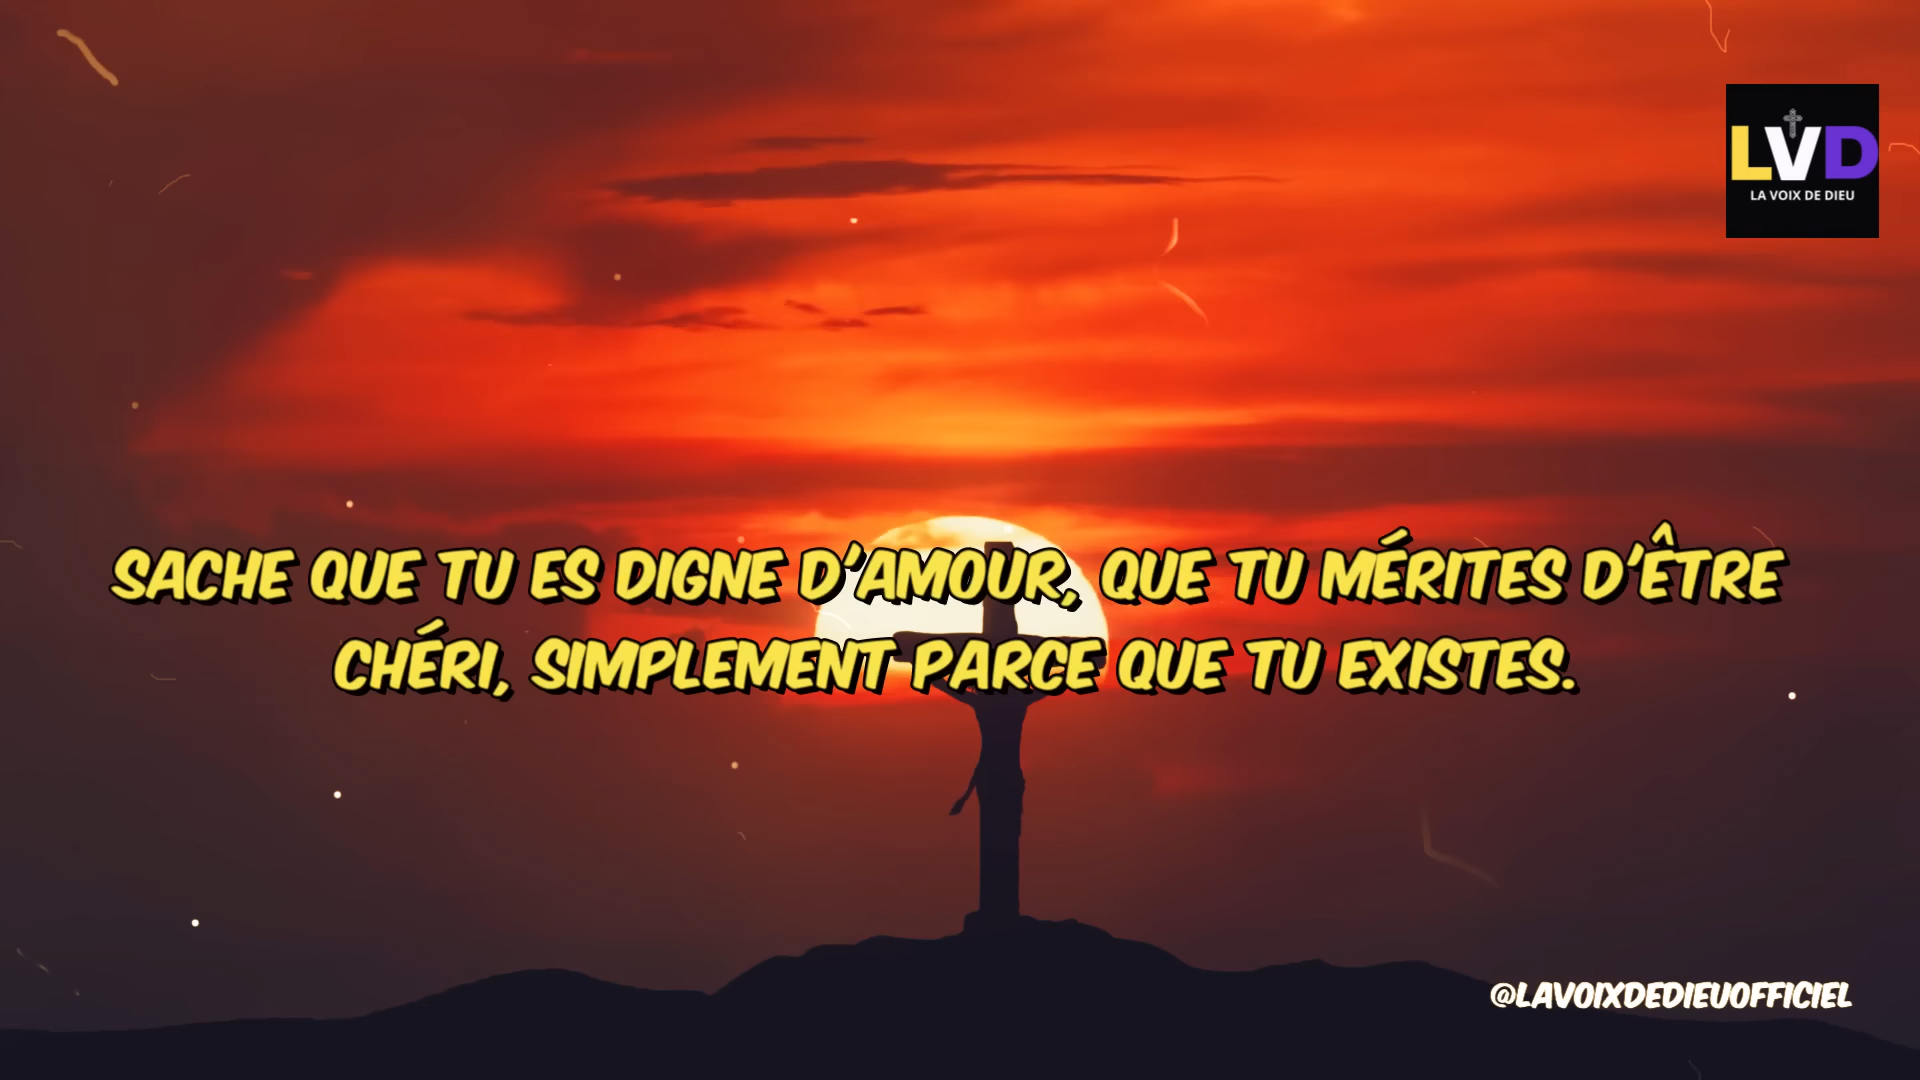 LVD
LA VOIX DE DIEU
SACHE QUE TU ES DIGNE D'AMOUR, QUE TU MÉRITES D'ÊTRE
CHÉRI, SIMPLEMENT PARCE QUE TU EXISTES.
@LAVOIXDEDIEUOFFICIEL